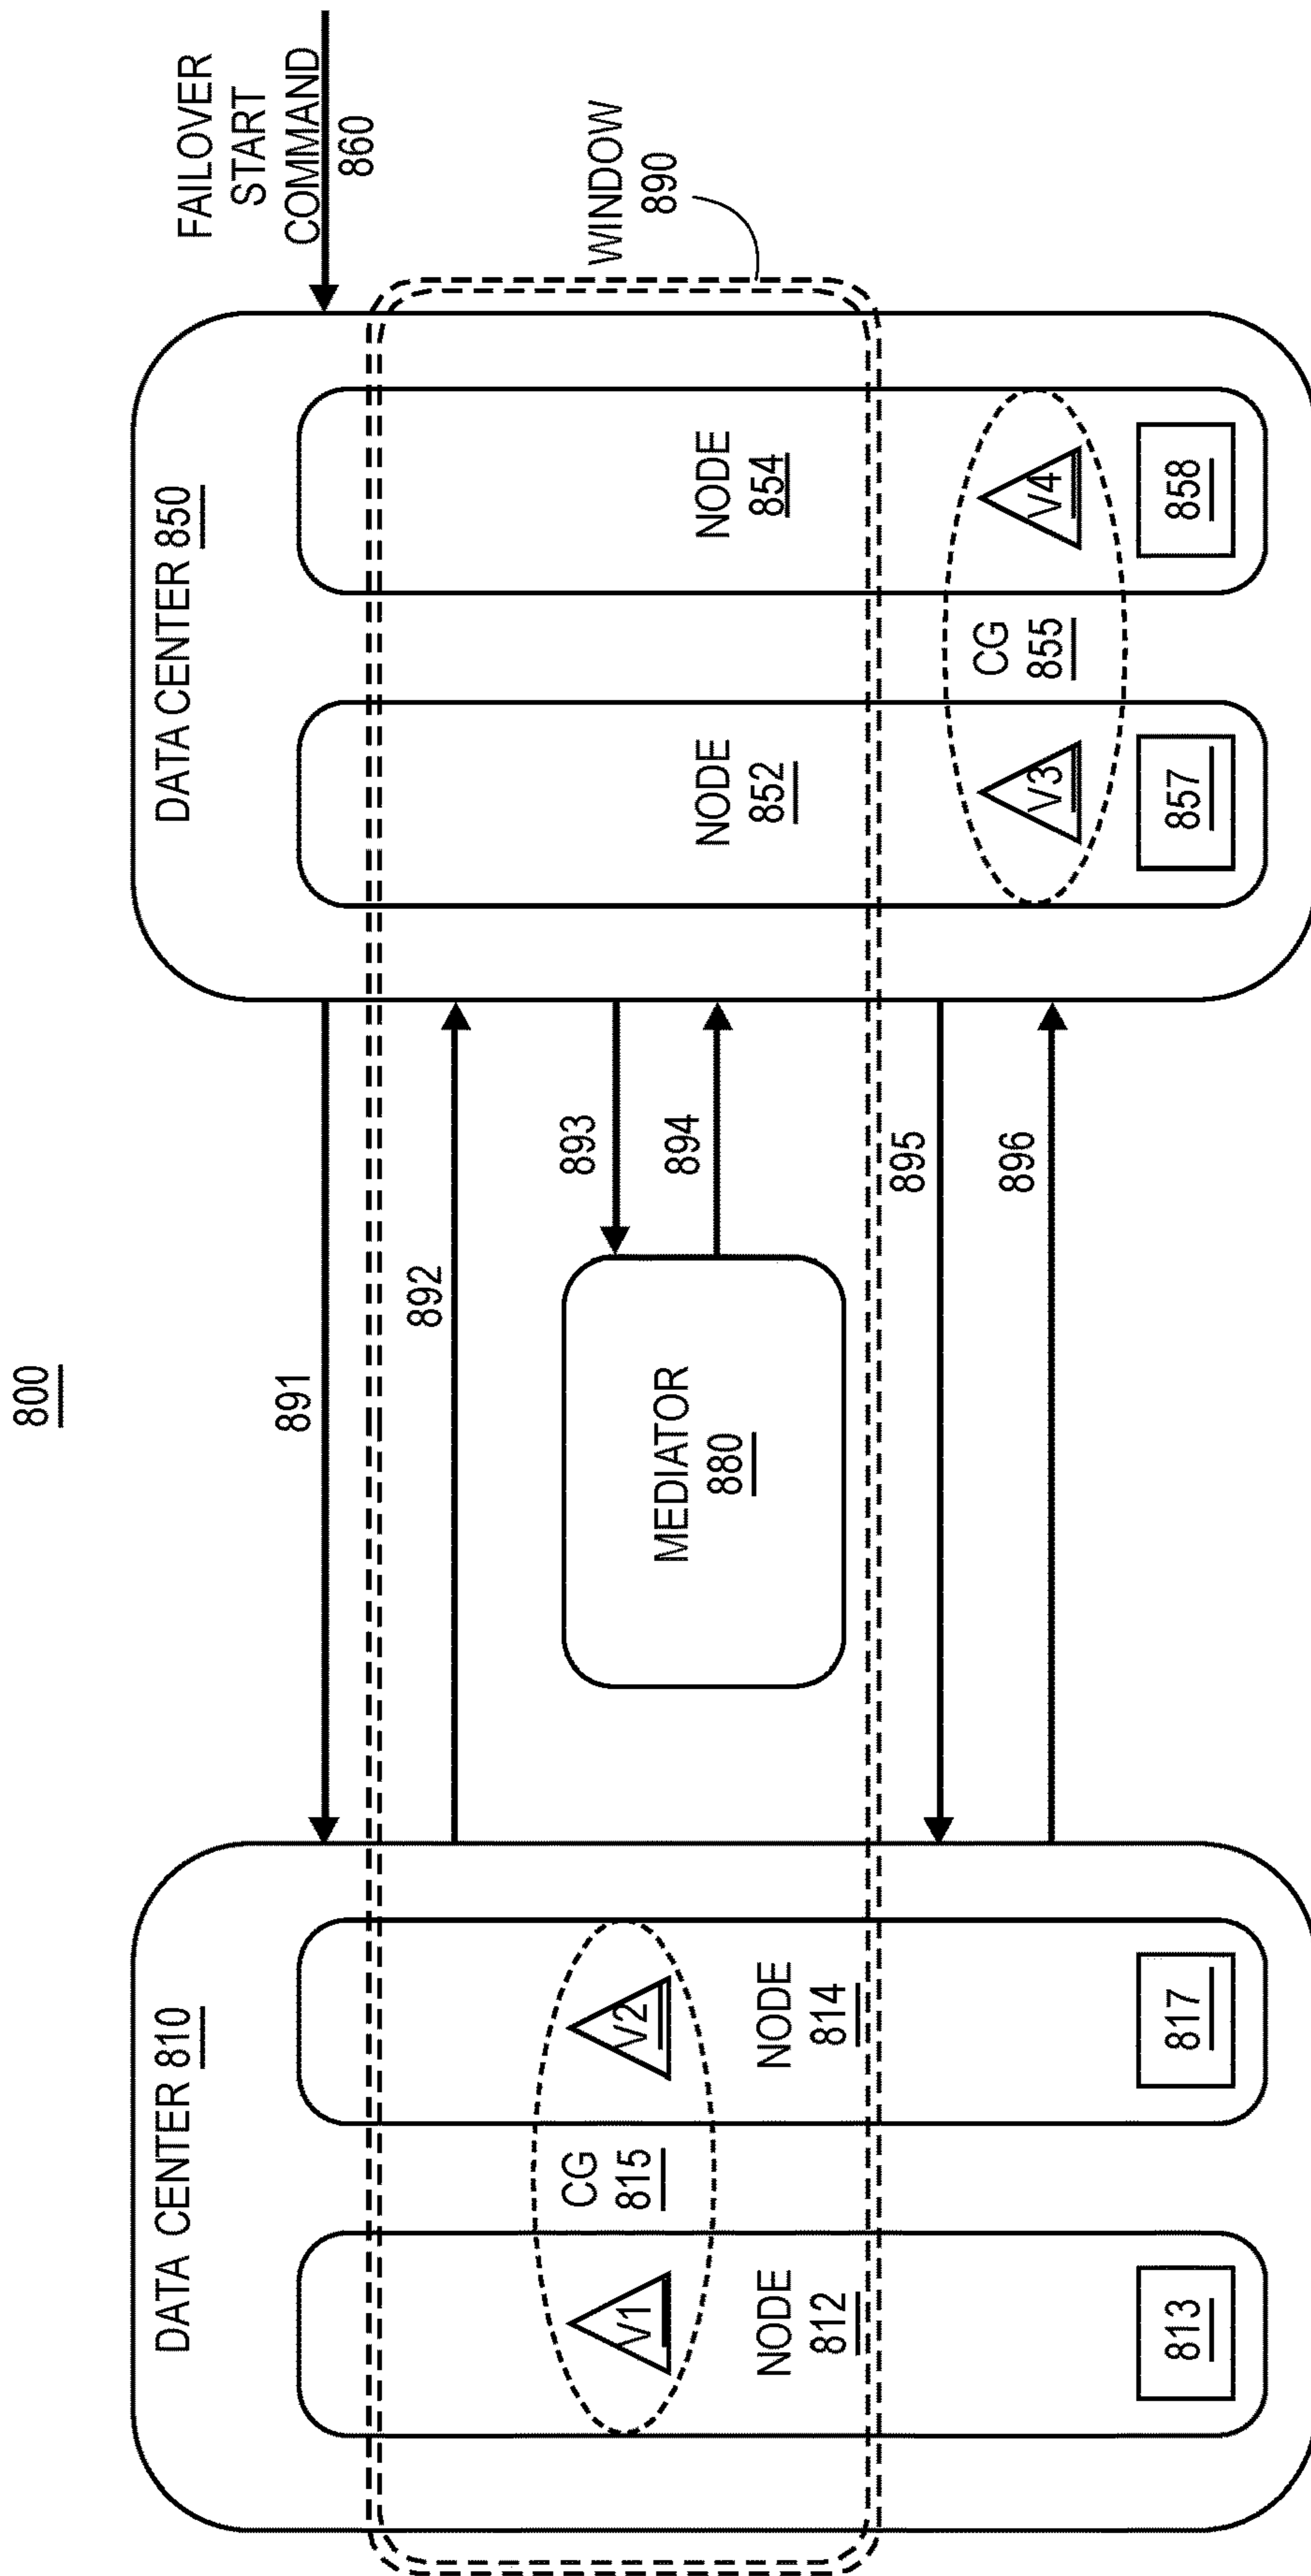 800
DATA CENTER 810
DATA CENTER 850
FAILOVER
START
COMMAND
860
891
892
WINDOW
890
CG
815
V1
V2
NODE
812
NODE
814
813
817
MEDIATOR
880
893
894
895
896
NODE
852
NODE
854
CG
855
V3
V4
857
858